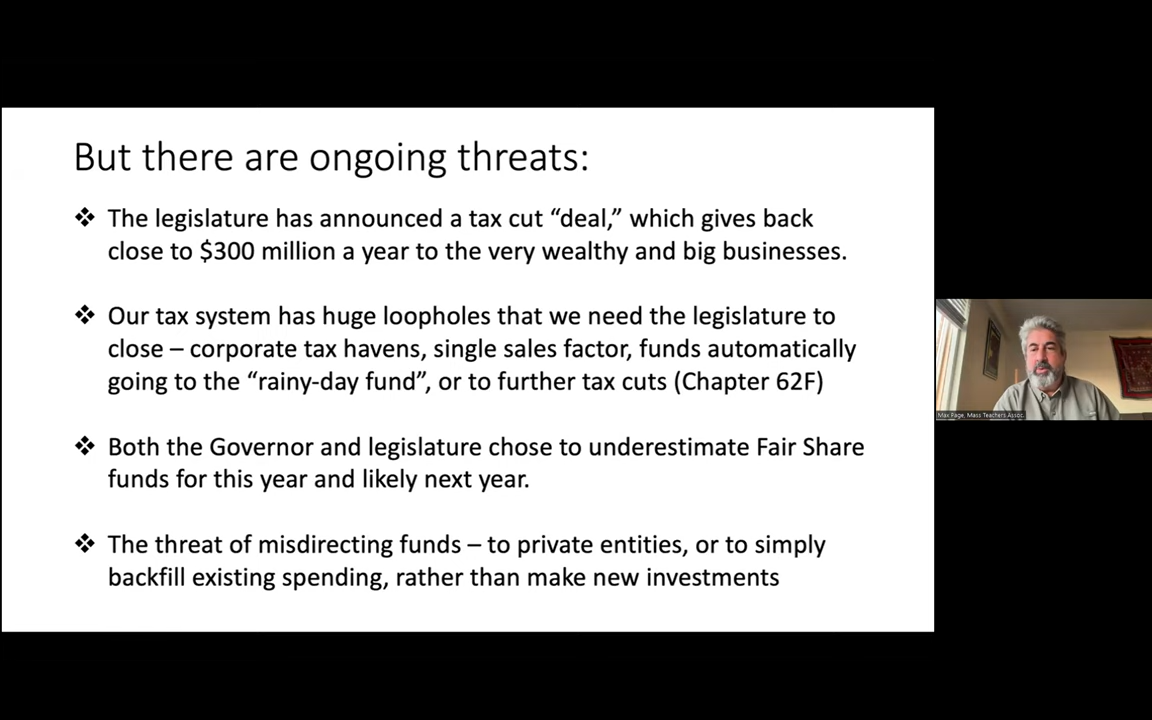 But there are ongoing threats:
❖ The legislature has announced a tax cut “deal,” which gives back
close to $300 million a year to the very wealthy and big businesses.
❖ Our tax system has huge loopholes that we need the legislature to
close – corporate tax havens, single sales factor, funds automatically
going to the “rainy-day fund”, or to further tax cuts (Chapter 62F)
❖ Both the Governor and legislature chose to underestimate Fair Share
funds for this year and likely next year.
❖ The threat of misdirecting funds – to private entities, or to simply
backfill existing spending, rather than make new investments
Max Page, Mass Teachers Assoc.